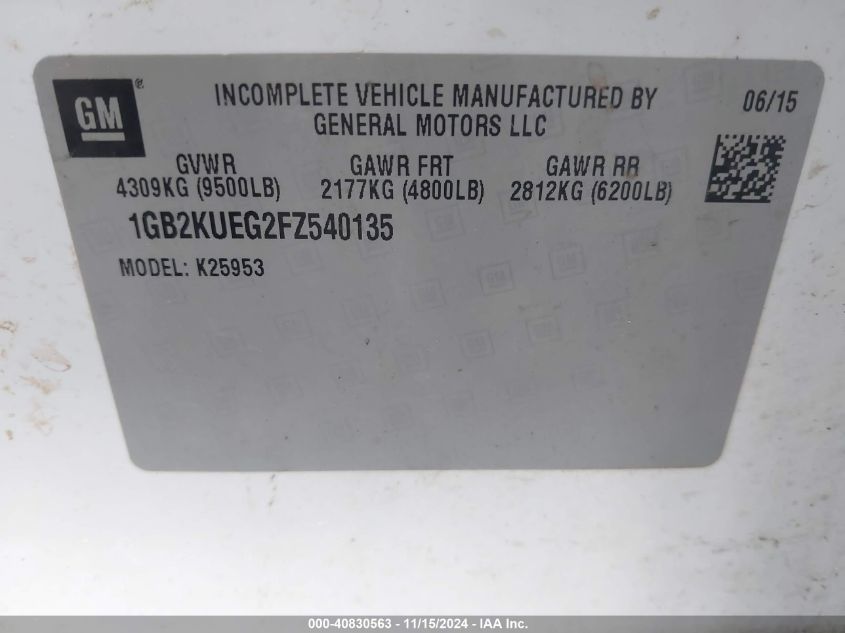 GM®
INCOMPLETE VEHICLE MANUFACTURED BY
GENERAL MOTORS LLC
06/15
GVWR
4309KG (9500LB)
GAWR FRT
2177KG (4800LB)
GAWR RR
2812KG (6200LB)
1GB2KUEG2FZ540135
MODEL: K25953
000-40830563 - 11/15/2024 - IAA Inc.